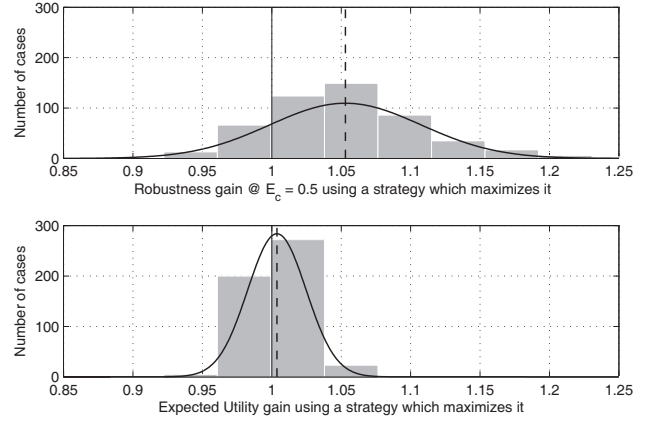 300
200
100
0
Number of cases
0.85 0.9 0.95 1 1.05 1.1 1.15 1.2 1.25
Robustness gain @ E_c = 0.5 using a strategy which maximizes it
300
200
100
0
Number of cases
0.85 0.9 0.95 1 1.05 1.1 1.15 1.2 1.25
Expected Utility gain using a strategy which maximizes it